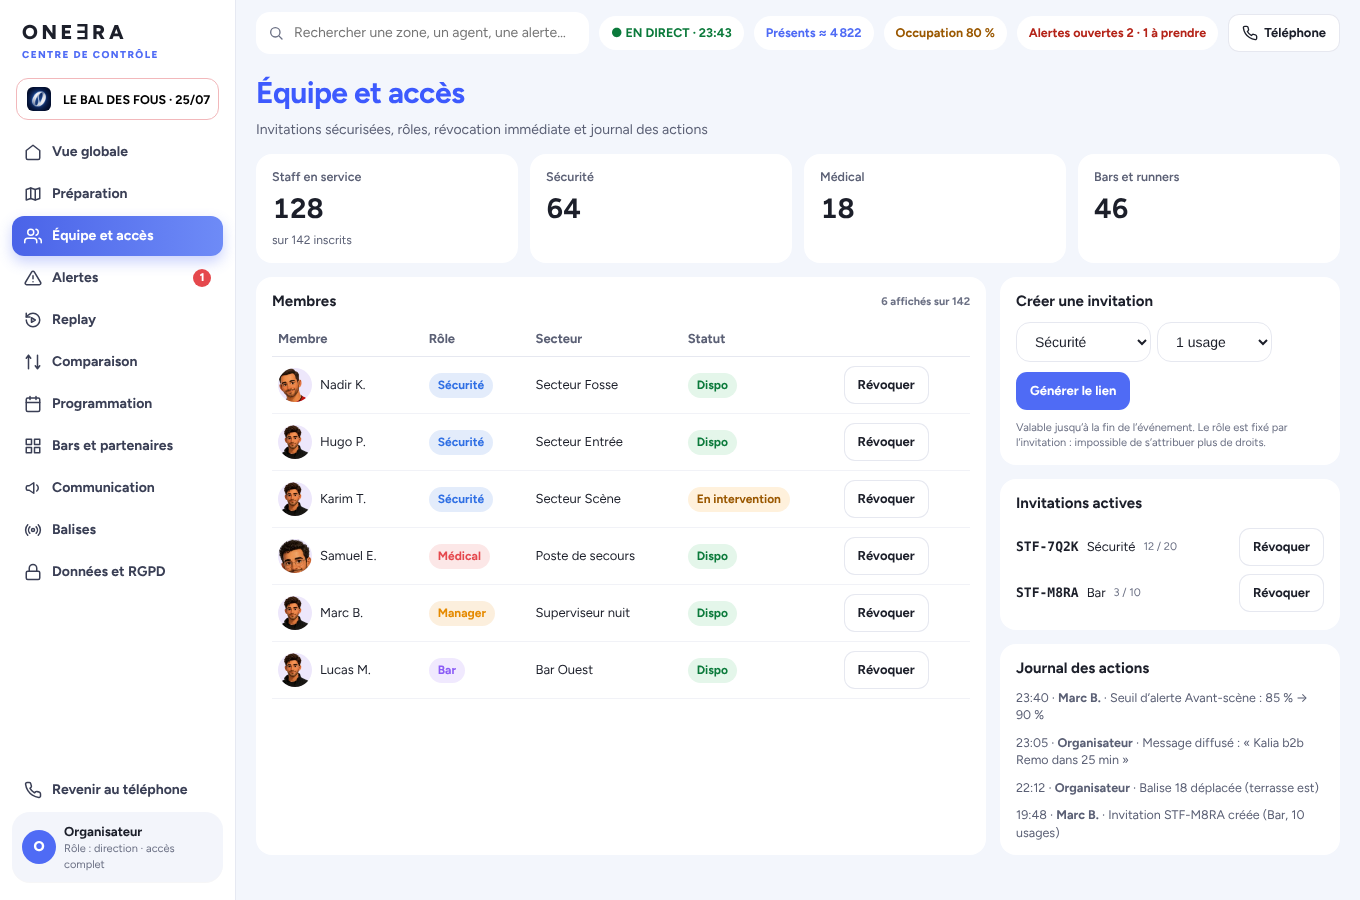 ONEƎRA
CENTRE DE CONTRÔLE
LE BAL DES FOUS · 25/07
Vue globale
Préparation
Équipe et accès
Alertes
1
Replay
Comparaison
Programmation
Bars et partenaires
Communication
Balises
Données et RGPD
Revenir au téléphone
O
Organisateur
Rôle : direction · accès
complet
Rechercher une zone, un agent, une alerte...
EN DIRECT · 23:43
Présents ≈ 4 822
Occupation 80 %
Alertes ouvertes 2 · 1 à prendre
Téléphone
Équipe et accès
Invitations sécurisées, rôles, révocation immédiate et journal des actions
Staff en service
128
sur 142 inscrits
Sécurité
64
Médical
18
Bars et runners
46
Membres
6 affichés sur 142
Membre Rôle Secteur Statut
Nadir K. Sécurité Secteur Fosse Dispo Révoquer
Hugo P. Sécurité Secteur Entrée Dispo Révoquer
Karim T. Sécurité Secteur Scène En intervention Révoquer
Samuel E. Médical Poste de secours Dispo Révoquer
Marc B. Manager Superviseur nuit Dispo Révoquer
Lucas M. Bar Bar Ouest Dispo Révoquer
Créer une invitation
Sécurité 1 usage
Générer le lien
Valable jusqu'à la fin de l'événement. Le rôle est fixé par
l'invitation : impossible de s'attribuer plus de droits.
Invitations actives
STF-7Q2K Sécurité 12 / 20 Révoquer
STF-M8RA Bar 3 / 10 Révoquer
Journal des actions
23:40 · Marc B. · Seuil d'alerte Avant-scène : 85 % →
90 %
23:05 · Organisateur · Message diffusé : « Kalia b2b
Remo dans 25 min »
22:12 · Organisateur · Balise 18 déplacée (terrasse est)
19:48 · Marc B. · Invitation STF-M8RA créée (Bar, 10
usages)